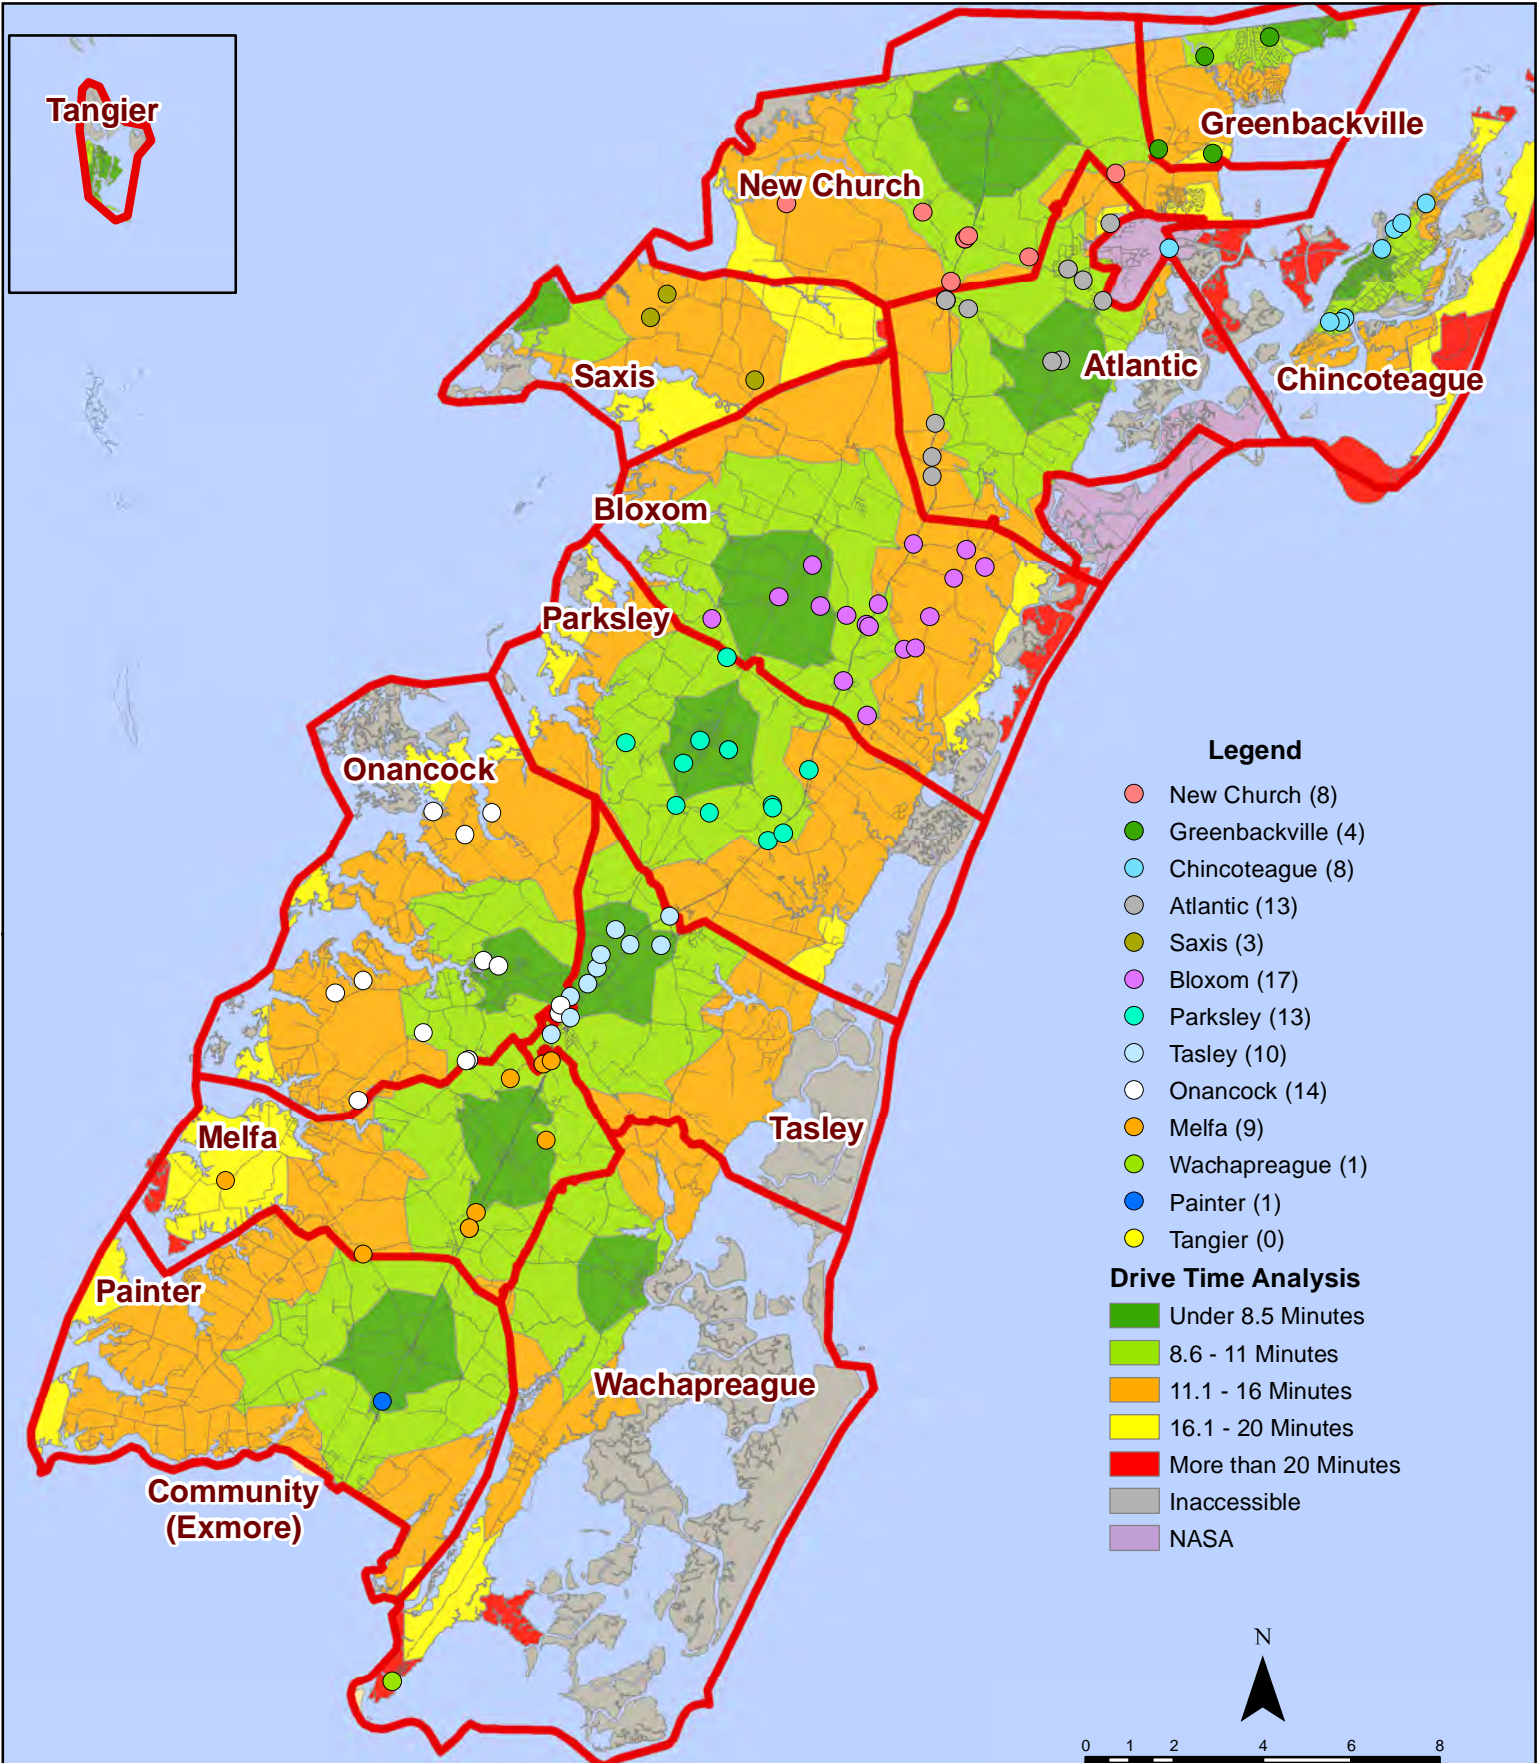 Tangier
Greenbackville
New Church
Atlantic
Saxis
Chincoteague
Bloxom
Parksley
Onancock
Tasley
Melfa
Painter
Wachapreague
Community
(Exmore)
Legend
New Church (8)
Greenbackville (4)
Chincoteague (8)
Atlantic (13)
Saxis (3)
Bloxom (17)
Parksley (13)
Tasley (10)
Onancock (14)
Melfa (9)
Wachapreague (1)
Painter (1)
Tangier (0)
Drive Time Analysis
Under 8.5 Minutes
8.6 - 11 Minutes
11.1 - 16 Minutes
16.1 - 20 Minutes
More than 20 Minutes
Inaccessible
NASA
N
0 1 2 4 6 8